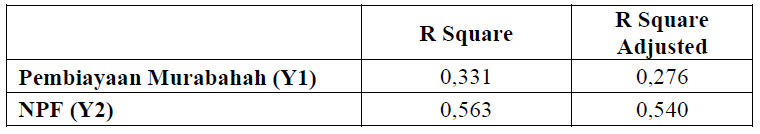 R Square R Square
Adjusted
Pembiayaan Murabahah (Y1) 0,331 0,276
NPF (Y2) 0,563 0,540